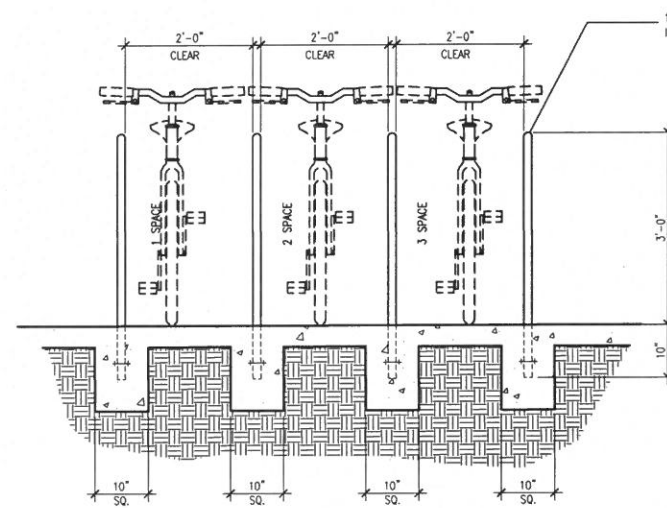 2'-0" 2'-0" 2'-0"
CLEAR CLEAR CLEAR
1 SPACE
2 SPACE
3 SPACE
3'-0"
10"
10" 10" 10" 10"
SQ. SQ. SQ. SQ.